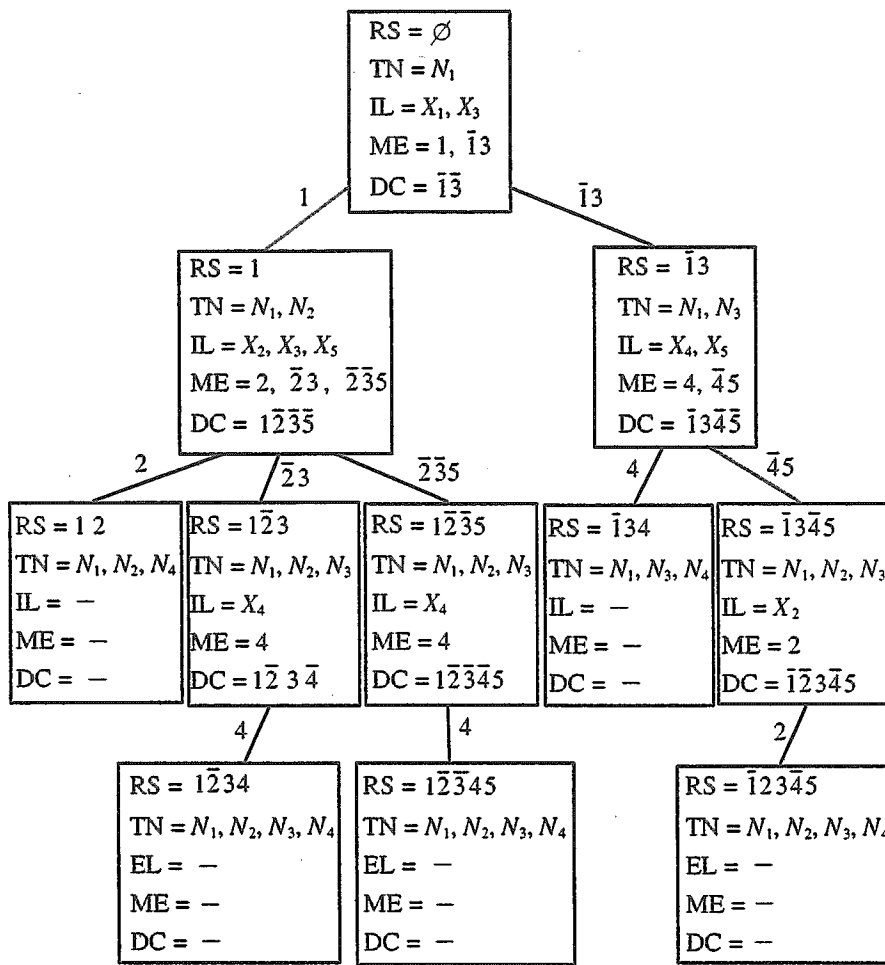 RS = ∅
TN = N₁
IL = X₁, X₃
ME = 1, 1̄3
DC = 1̄3̄
1
1̄3
RS = 1
TN = N₁, N₂
IL = X₂, X₃, X₅
ME = 2, 2̄3, 2̄3̄5
DC = 12̄3̄5̄
RS = 1̄3
TN = N₁, N₃
IL = X₄, X₅
ME = 4, 4̄5
DC = 1̄34̄5̄
2
2̄3
2̄3̄5
4
4̄5
RS = 1 2
TN = N₁, N₂, N₄
IL = –
ME = –
DC = –
RS = 12̄3
TN = N₁, N₂, N₃
IL = X₄
ME = 4
DC = 12̄ 3 4̄
RS = 12̄3̄5
TN = N₁, N₂, N₃
IL = X₄
ME = 4
DC = 12̄3̄4̄5
RS = 1̄34
TN = N₁, N₃, N₄
IL = –
ME = –
DC = –
RS = 1̄34̄5
TN = N₁, N₂, N₃
IL = X₂
ME = 2
DC = 1̄2̄34̄5
4
4
2
RS = 12̄34
TN = N₁, N₂, N₃, N₄
EL = –
ME = –
DC = –
RS = 12̄3̄45
TN = N₁, N₂, N₃, N₄
EL = –
ME = –
DC = –
RS = 1̄234̄5
TN = N₁, N₂, N₃, N₄
EL = –
ME = –
DC = –